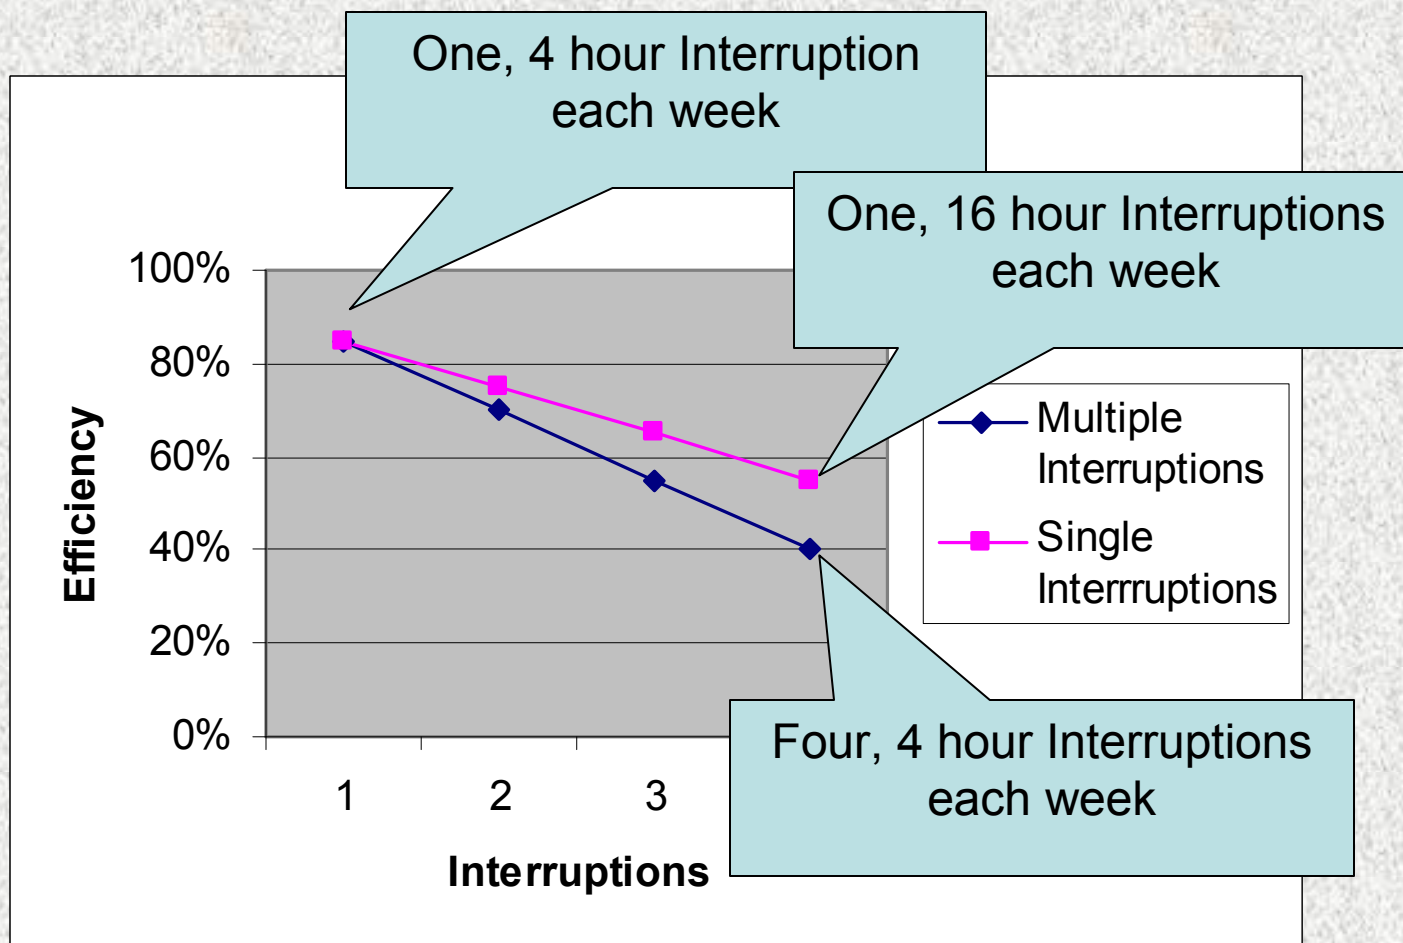 One, 4 hour Interruption
each week
One, 16 hour Interruptions
each week
100%
80%
60%
40%
20%
0%
Efficiency
Multiple
Interruptions
Single
Interrruptions
Four, 4 hour Interruptions
each week
1 2 3
Interruptions